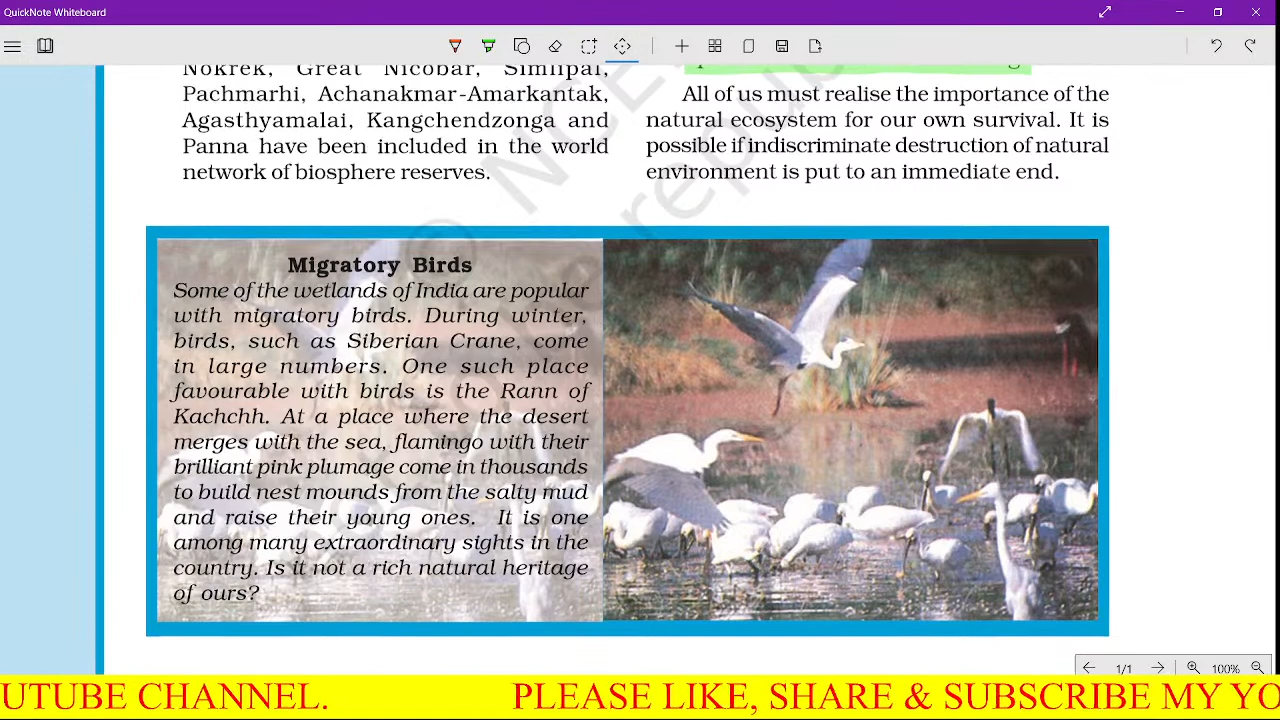 QuickNote Whiteboard
Nokrek, Great Nicobar, Simlipal,
Pachmarhi, Achanakmar-Amarkantak,
Agasthyamalai, Kangchendzonga and
Panna have been included in the world
network of biosphere reserves.
All of us must realise the importance of the
natural ecosystem for our own survival. It is
possible if indiscriminate destruction of natural
environment is put to an immediate end.
Migratory Birds
Some of the wetlands of India are popular
with migratory birds. During winter,
birds, such as Siberian Crane, come
in large numbers. One such place
favourable with birds is the Rann of
Kachchh. At a place where the desert
merges with the sea, flamingo with their
brilliant pink plumage come in thousands
to build nest mounds from the salty mud
and raise their young ones. It is one
among many extraordinary sights in the
country. Is it not a rich natural heritage
of ours?
1/1
100%
UTUBE CHANNEL. PLEASE LIKE, SHARE & SUBSCRIBE MY YO